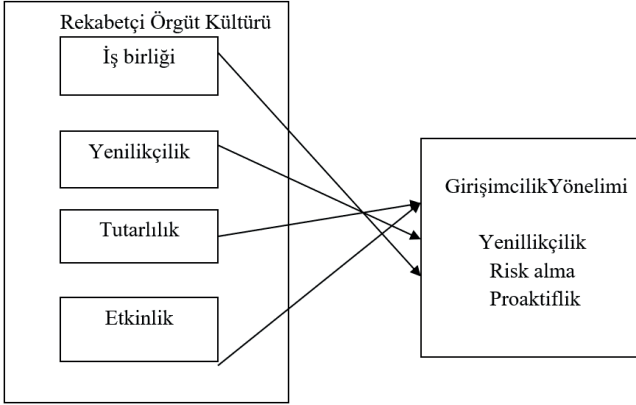 Rekabetçi Örgüt Kültürü
İş birliği
Yenilikçilik
Tutarlılık
Etkinlik
GirişimcilikYönelimi
Yenillikçilik
Risk alma
Proaktiflik